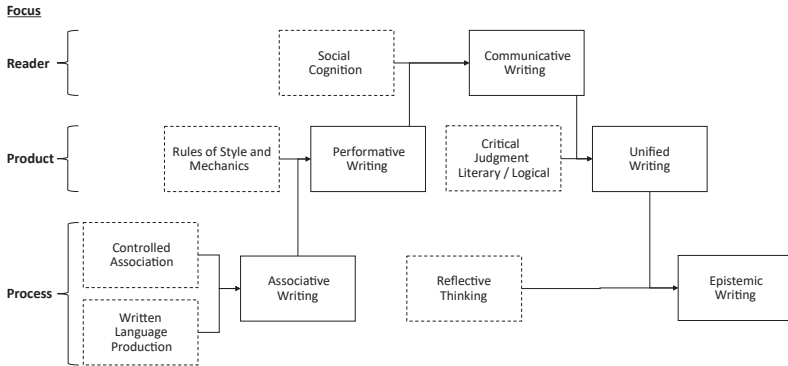 Focus
Reader
Social
Cognition
Communicative
Writing
Product
Rules of Style and
Mechanics
Performative
Writing
Critical
Judgment
Literary / Logical
Unified
Writing
Process
Controlled
Association
Written
Language
Production
Associative
Writing
Reflective
Thinking
Epistemic
Writing